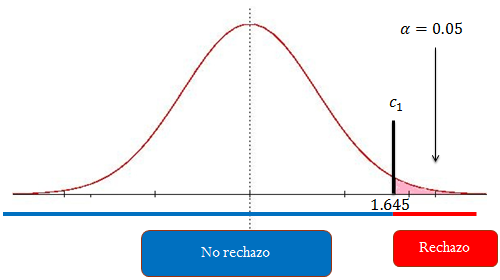 α = 0.05
c₁
1.645
No rechazo
Rechazo